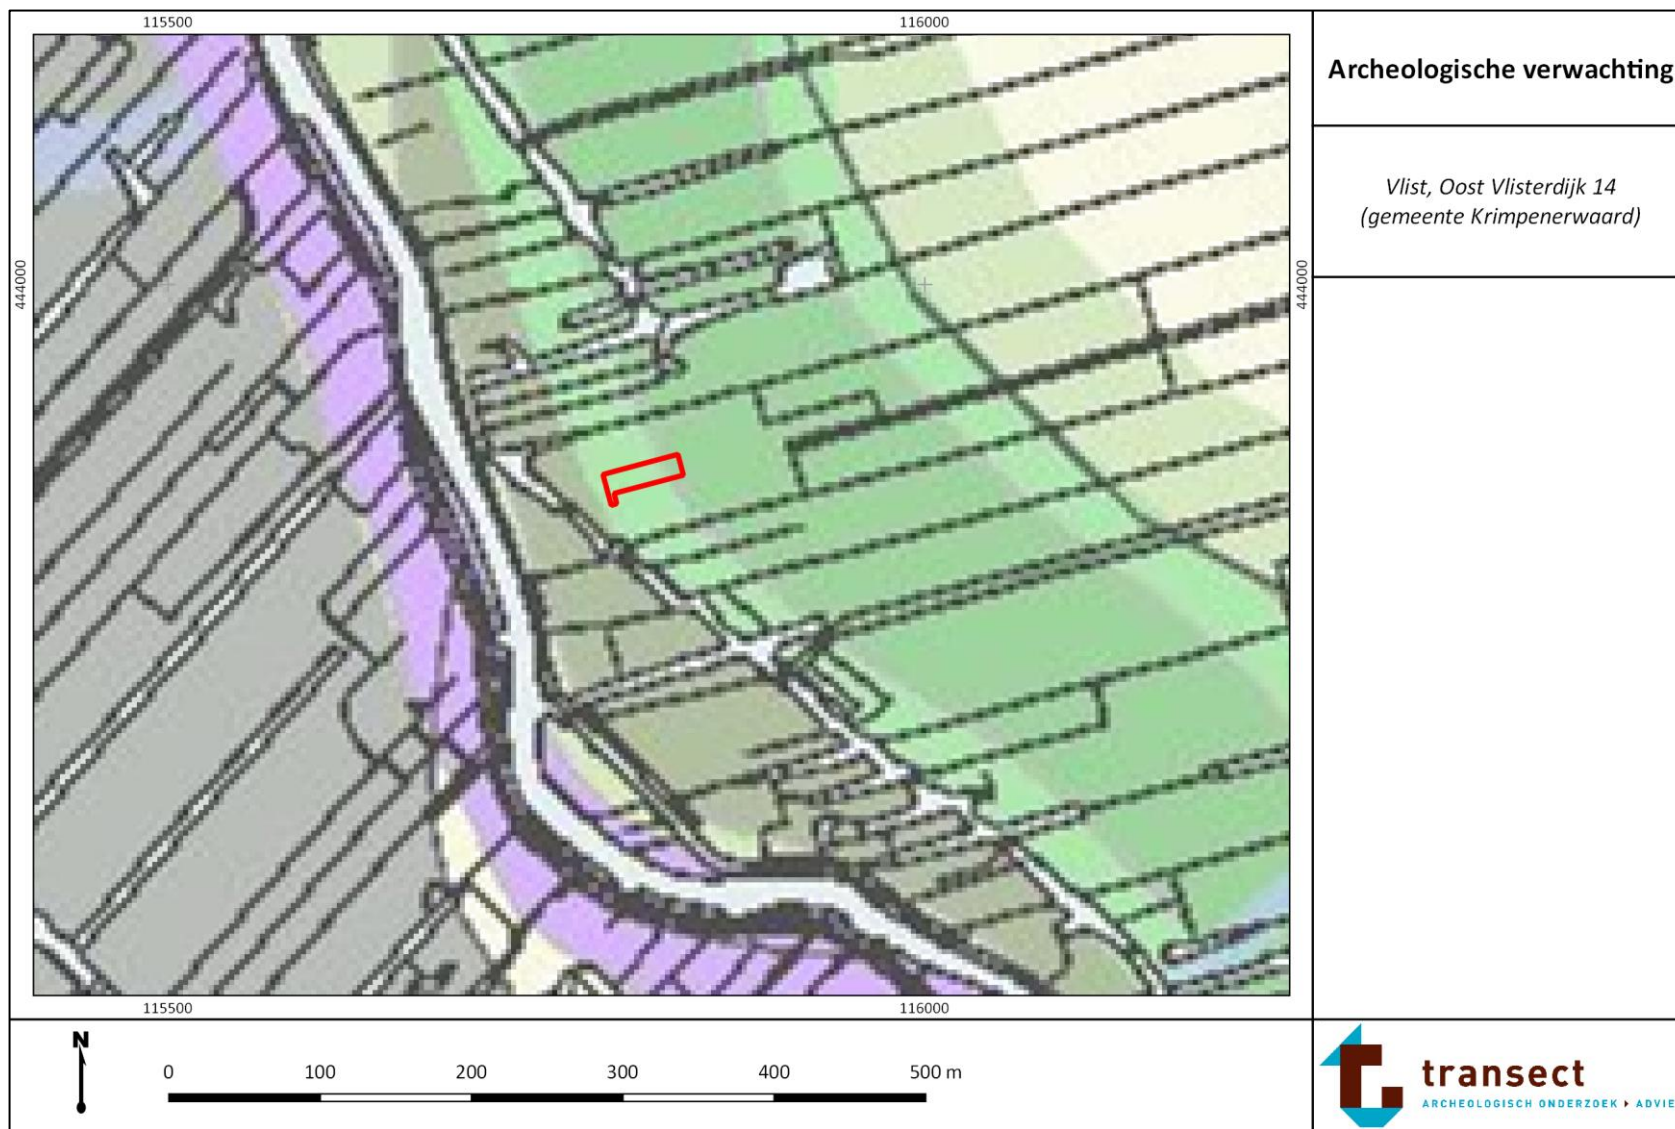 115500
116000
444000
444000
115500
116000
Archeologische verwachting
Vlist, Oost Vlisterdijk 14
(gemeente Krimpenerwaard)
N
0
100
200
300
400
500 m
transect
ARCHEOLOGISCH ONDERZOEK ▸ ADVIE